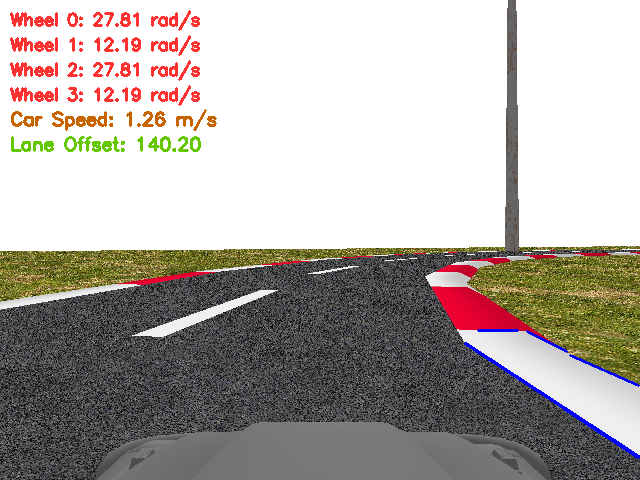 Wheel 0: 27.81 rad/s
Wheel 1: 12.19 rad/s
Wheel 2: 27.81 rad/s
Wheel 3: 12.19 rad/s
Car Speed: 1.26 m/s
Lane Offset: 140.20